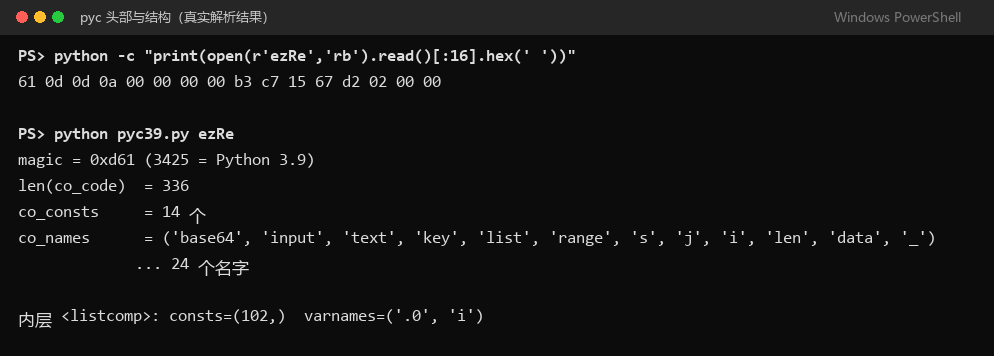 pyc 头部与结构（真实解析结果）
Windows PowerShell
PS> python -c "print(open(r'ezRe','rb').read()[:16].hex(' '))"
61 0d 0d 0a 00 00 00 00 b3 c7 15 67 d2 02 00 00
PS> python pyc39.py ezRe
magic = 0xd61 (3425 = Python 3.9)
len(co_code)  = 336
co_consts     = 14 个
co_names      = ('base64', 'input', 'text', 'key', 'list', 'range', 's', 'j', 'i', 'len', 'data', '_')
... 24 个名字
内层 <listcomp>: consts=(102,)  varnames=('.0', 'i')